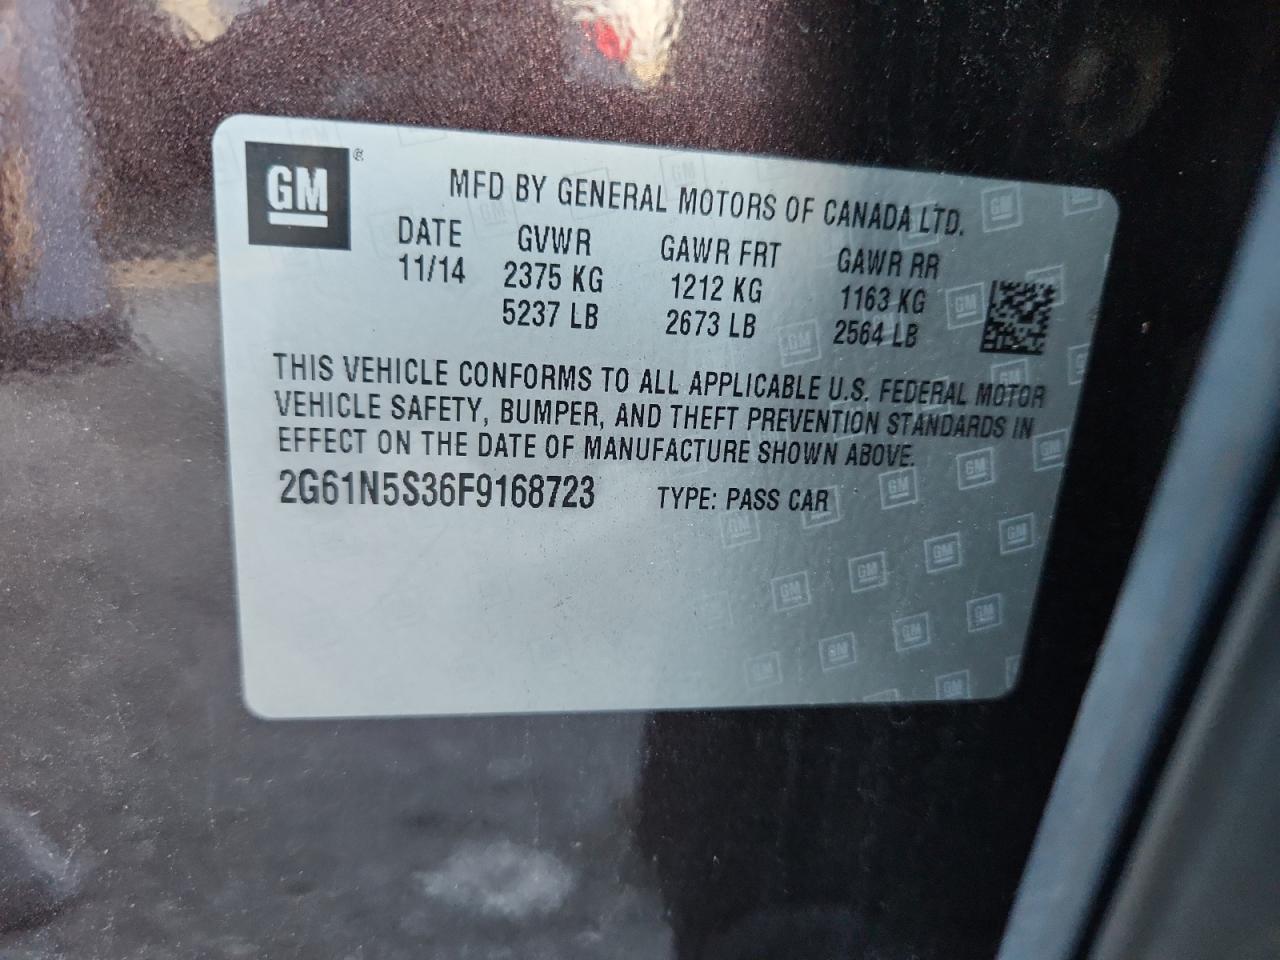 GM ®
MFD BY GENERAL MOTORS OF CANADA LTD.
DATE GVWR GAWR FRT GAWR RR
11/14 2375 KG 1212 KG 1163 KG
5237 LB 2673 LB 2564 LB
THIS VEHICLE CONFORMS TO ALL APPLICABLE U.S. FEDERAL MOTOR
VEHICLE SAFETY, BUMPER, AND THEFT PREVENTION STANDARDS IN
EFFECT ON THE DATE OF MANUFACTURE SHOWN ABOVE.
2G61N5S36F9168723 TYPE: PASS CAR